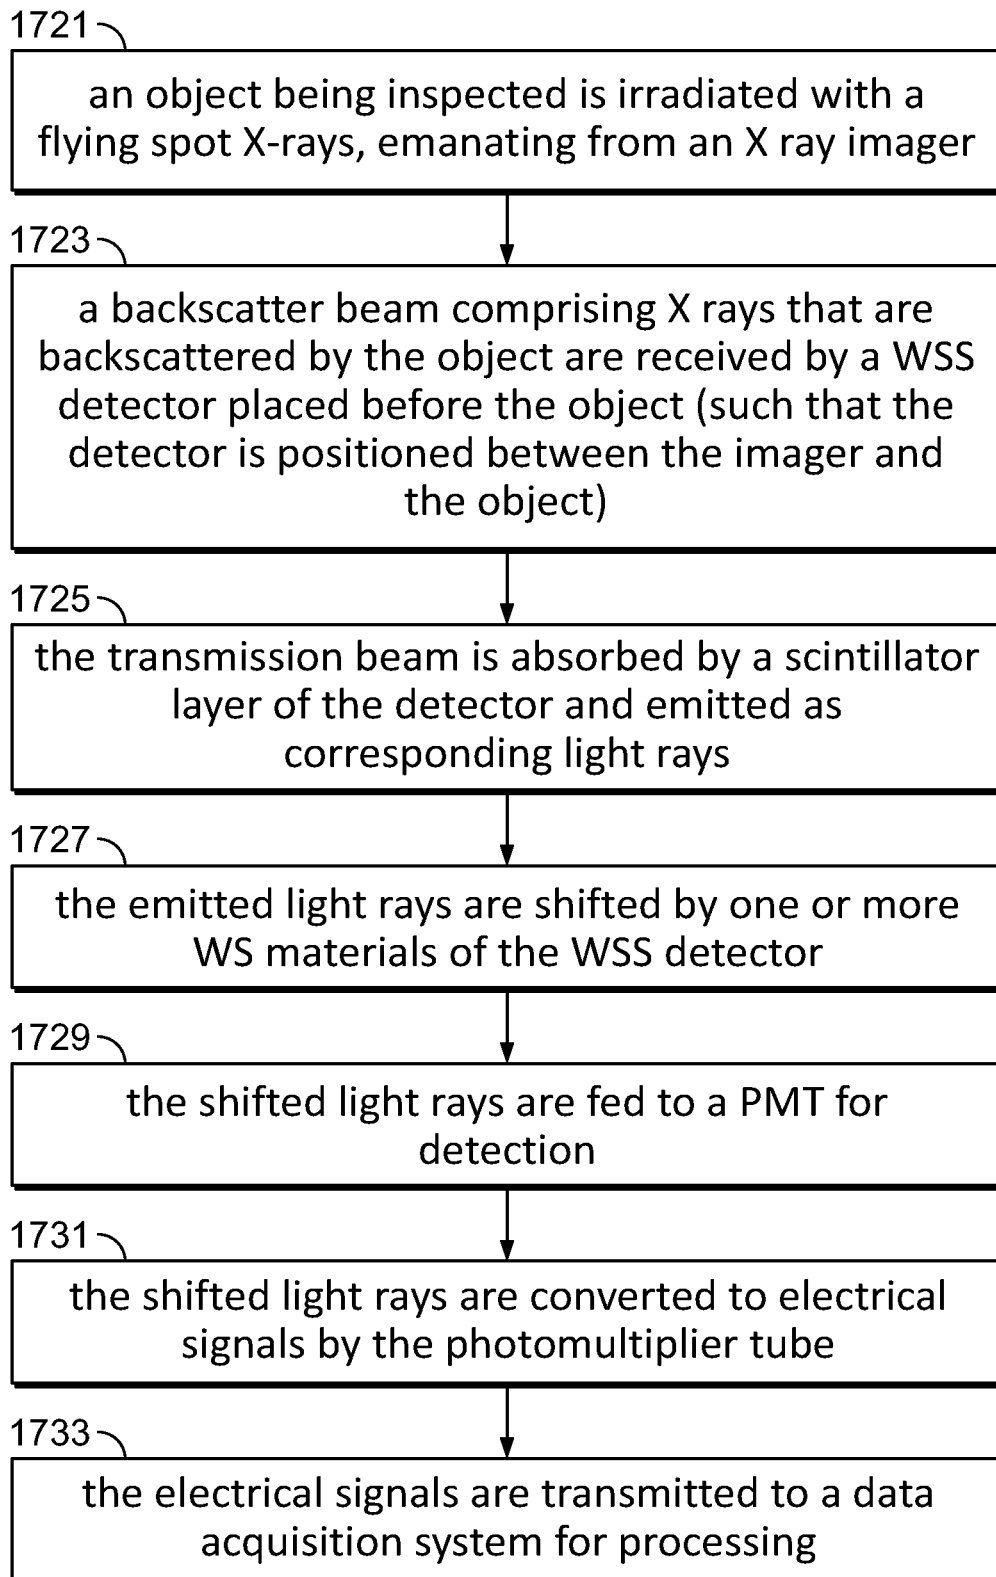 1721
an object being inspected is irradiated with a
flying spot X-rays, emanating from an X ray imager
1723
a backscatter beam comprising X rays that are
backscattered by the object are received by a WSS
detector placed before the object (such that the
detector is positioned between the imager and
the object)
1725
the transmission beam is absorbed by a scintillator
layer of the detector and emitted as
corresponding light rays
1727
the emitted light rays are shifted by one or more
WS materials of the WSS detector
1729
the shifted light rays are fed to a PMT for
detection
1731
the shifted light rays are converted to electrical
signals by the photomultiplier tube
1733
the electrical signals are transmitted to a data
acquisition system for processing